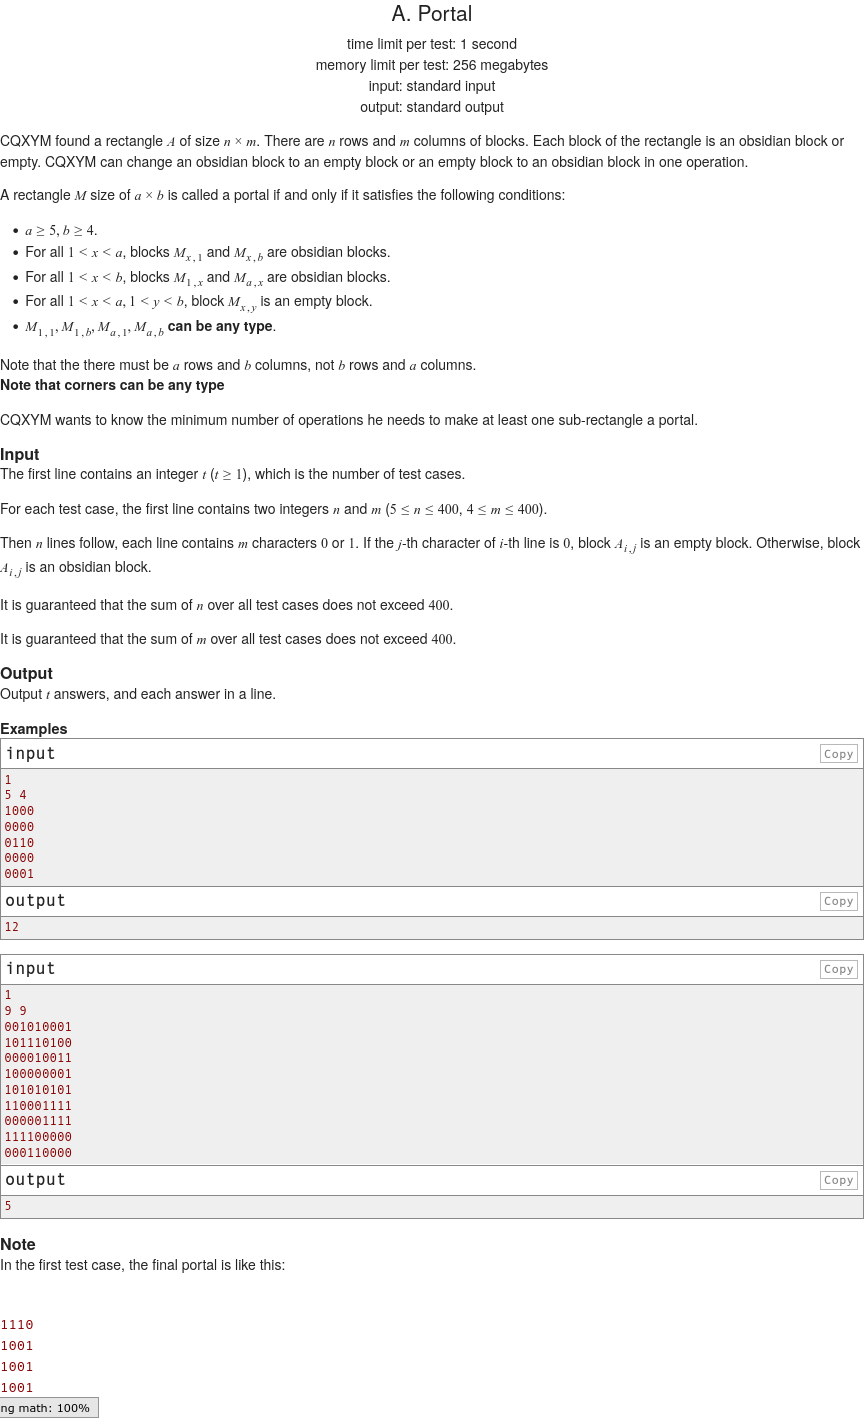 A. Portal
time limit per test: 1 second
memory limit per test: 256 megabytes
input: standard input
output: standard output
CQXYM found a rectangle A of size n × m. There are n rows and m columns of blocks. Each block of the rectangle is an obsidian block or
empty. CQXYM can change an obsidian block to an empty block or an empty block to an obsidian block in one operation.
A rectangle M size of a × b is called a portal if and only if it satisfies the following conditions:
• a ≥ 5, b ≥ 4.
• For all 1 < x < a, blocks M_{x,1} and M_{x,b} are obsidian blocks.
• For all 1 < x < b, blocks M_{1,x} and M_{a,x} are obsidian blocks.
• For all 1 < x < a, 1 < y < b, block M_{x,y} is an empty block.
• M_{1,1}, M_{1,b}, M_{a,1}, M_{a,b} can be any type.
Note that the there must be a rows and b columns, not b rows and a columns.
Note that corners can be any type
CQXYM wants to know the minimum number of operations he needs to make at least one sub-rectangle a portal.
Input
The first line contains an integer t (t ≥ 1), which is the number of test cases.
For each test case, the first line contains two integers n and m (5 ≤ n ≤ 400, 4 ≤ m ≤ 400).
Then n lines follow, each line contains m characters 0 or 1. If the j-th character of i-th line is 0, block A_{i,j} is an empty block. Otherwise, block
A_{i,j} is an obsidian block.
It is guaranteed that the sum of n over all test cases does not exceed 400.
It is guaranteed that the sum of m over all test cases does not exceed 400.
Output
Output t answers, and each answer in a line.
Examples
input
Copy
1
5 4
1000
0000
0110
0000
0001
output
Copy
12
input
Copy
1
9 9
001010001
101110100
000010011
100000001
101010101
110001111
000001111
111100000
000110000
output
Copy
5
Note
In the first test case, the final portal is like this:
1110
1001
1001
1001
ng math: 100%